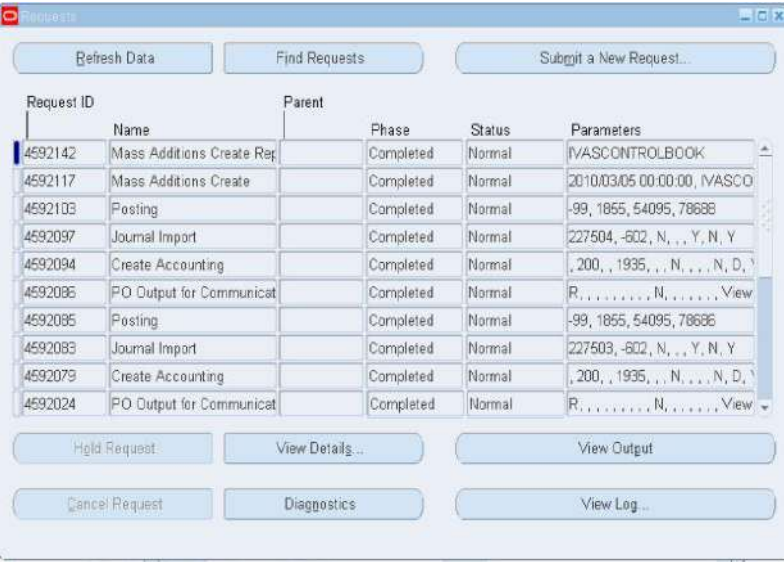 Requests
Refresh Data Find Requests Submit a New Request...
Request ID Parent
Name Phase Status Parameters
4592142 Mass Additions Create Rep Completed Normal IVASCONTROLBOOK
4592117 Mass Additions Create Completed Normal 2010/03/05 00:00:00, IVASCO
4592103 Posting Completed Normal -99, 1855, 54095, 78688
4592097 Journal Import Completed Normal 227504, -602, N, , , Y, N, Y
4592094 Create Accounting Completed Normal , 200, , 1935, , , N, , , , N, D, Y
4592086 PO Output for Communicat Completed Normal R, , , , , , , , , N, , , , , , , View
4592085 Posting Completed Normal -99, 1855, 54095, 78686
4592083 Journal Import Completed Normal 227503, -602, N, , , Y, N, Y
4592079 Create Accounting Completed Normal , 200, , 1935, , , N, , , , N, D, Y
4592024 PO Output for Communicat Completed Normal R, , , , , , , , , N, , , , , , , View
Hold Request View Details... View Output
Cancel Request Diagnostics View Log...